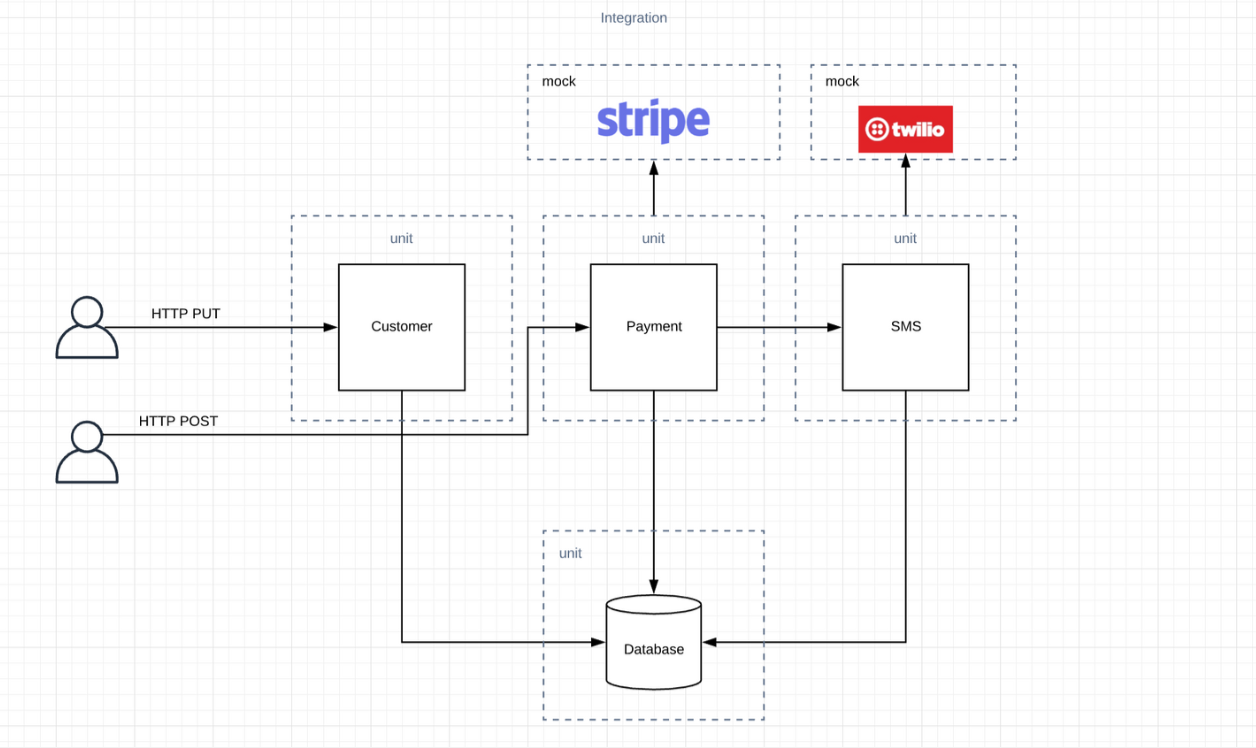 Integration
mock
stripe
mock
twilio
unit
unit
unit
HTTP PUT
Customer
Payment
SMS
HTTP POST
unit
Database